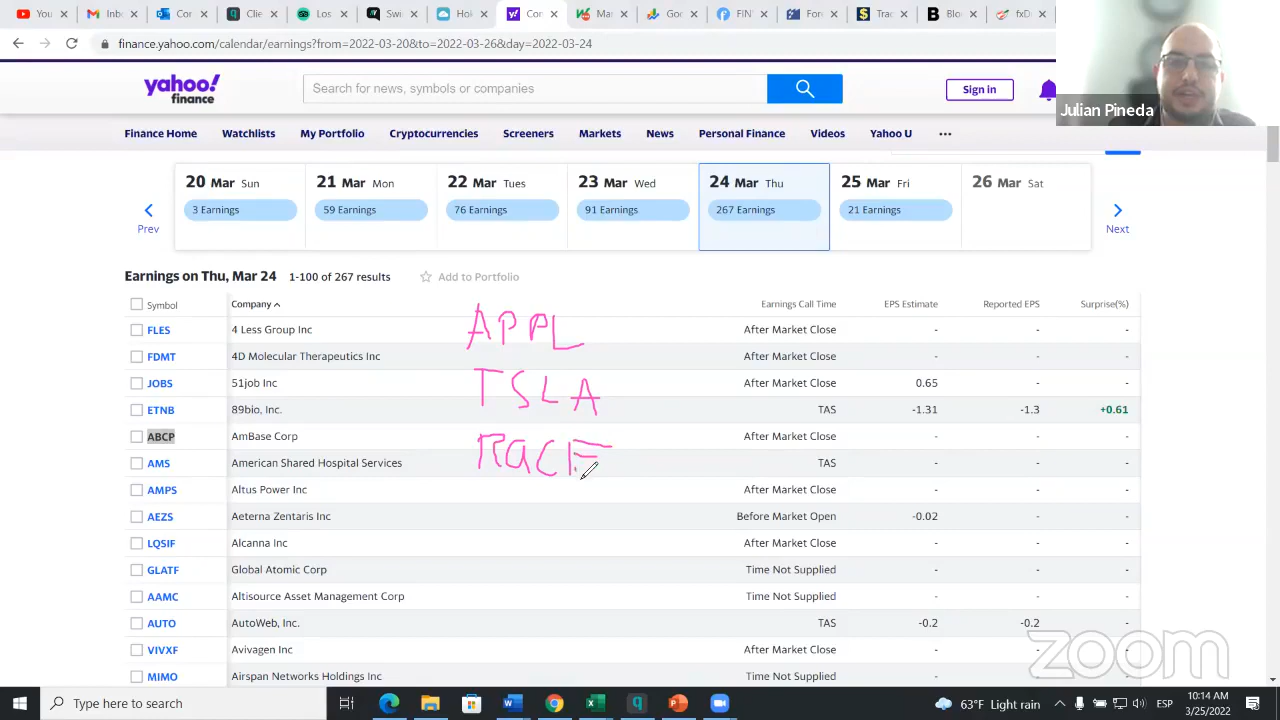 You
Clie
Swi
Con
Mar
Goo
FIN
For
Trac
Blo
fxD
finance.yahoo.com/calendar/earnings?from=2022-03-20&to=2022-03-26&day=2022-03-24
yahoo!
finance
Search for news, symbols or companies
Sign in
Julian Pineda
Finance Home Watchlists My Portfolio Cryptocurrencies Screeners Markets News Personal Finance Videos Yahoo U •••
20 Mar Sun 21 Mar Mon 22 Mar Tues 23 Mar Wed 24 Mar Thu 25 Mar Fri 26 Mar Sat
3 Earnings 59 Earnings 76 Earnings 91 Earnings 267 Earnings 21 Earnings
Prev Next
Earnings on Thu, Mar 24 1-100 of 267 results Add to Portfolio
Symbol Company Earnings Call Time EPS Estimate Reported EPS Surprise(%)
FLES 4 Less Group Inc After Market Close - - -
APPL
FDMT 4D Molecular Therapeutics Inc After Market Close - - -
JOBS 51job Inc After Market Close 0.65 - -
TSLA
ETNB 89bio, Inc. TAS -1.31 -1.3 +0.61
ABCP AmBase Corp After Market Close - - -
RACE
AMS American Shared Hospital Services TAS - - -
AMPS Altus Power Inc After Market Close - - -
AEZS Aeterna Zentaris Inc Before Market Open -0.02 - -
LQSIF Alcanna Inc After Market Close - - -
GLATF Global Atomic Corp Time Not Supplied - - -
AAMC Altisource Asset Management Corp Time Not Supplied - - -
AUTO AutoWeb, Inc. TAS -0.2 -0.2 -
VIVXF Avivagen Inc After Market Close - - -
MIMO Airspan Networks Holdings Inc Time Not Supplied - - -
zoom
Type here to search
63°F Light rain
ESP
10:14 AM
3/25/2022